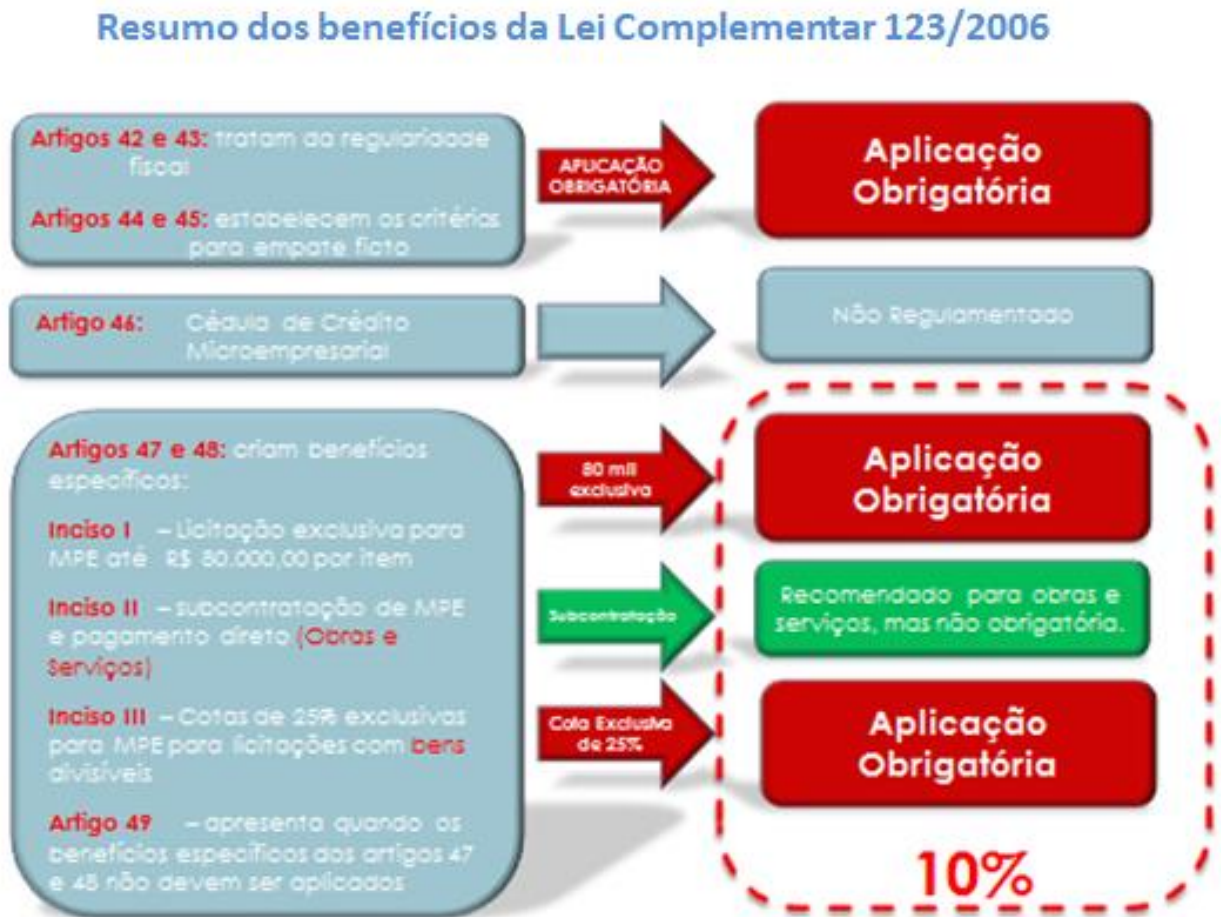 Resumo dos benefícios da Lei Complementar 123/2006
Artigos 42 e 43: tratam da regularidade
fiscal
Artigos 44 e 45: estabelecem os critérios
para empate ficto
APLICAÇÃO
OBRIGATÓRIA
Aplicação
Obrigatória
Artigo 46: Cédula de Crédito
Microempresarial
Não Regulamentado
Artigos 47 e 48: criam benefícios
específicos:
Inciso I – Licitação exclusiva para
MPE até R$ 80.000,00 por item
Inciso II – subcontratação de MPE
e pagamento direto (Obras e
Serviços)
Inciso III – Cotas de 25% exclusivas
para MPE para licitações com bens
divisíveis
Artigo 49 – apresenta quando os
benefícios específicos dos artigos 47
e 48 não devem ser aplicados
80 mil
exclusiva
Aplicação
Obrigatória
Subcontratação
Recomendado para obras e
serviços, mas não obrigatória.
Cota Exclusiva
de 25%
Aplicação
Obrigatória
10%